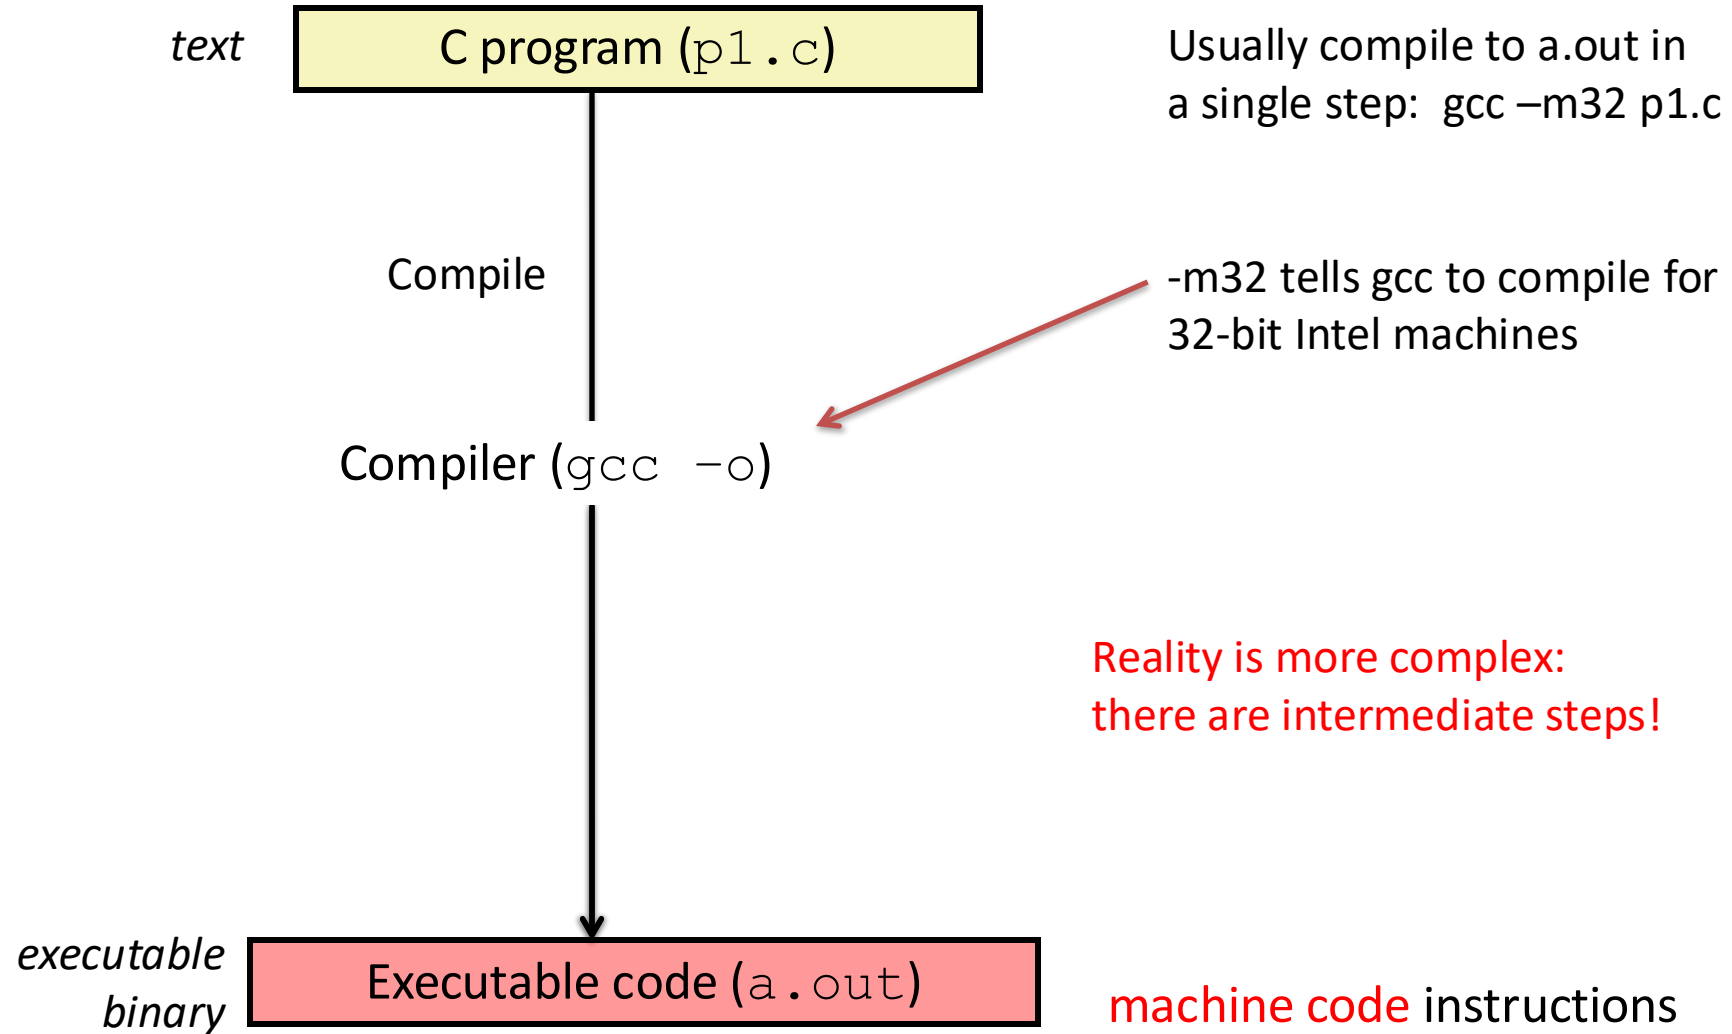 text
C program (p1.c)
Usually compile to a.out in
a single step:  gcc –m32 p1.c
Compile
-m32 tells gcc to compile for
32-bit Intel machines
Compiler (gcc –o)
Reality is more complex:
there are intermediate steps!
executable
binary
Executable code (a.out)
machine code instructions